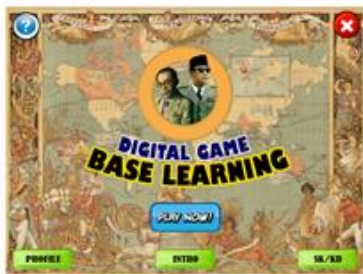 ?
DIGITAL GAME
BASE LEARNING
PLAY NOW!
PROFILE
INTRO
SK/KD